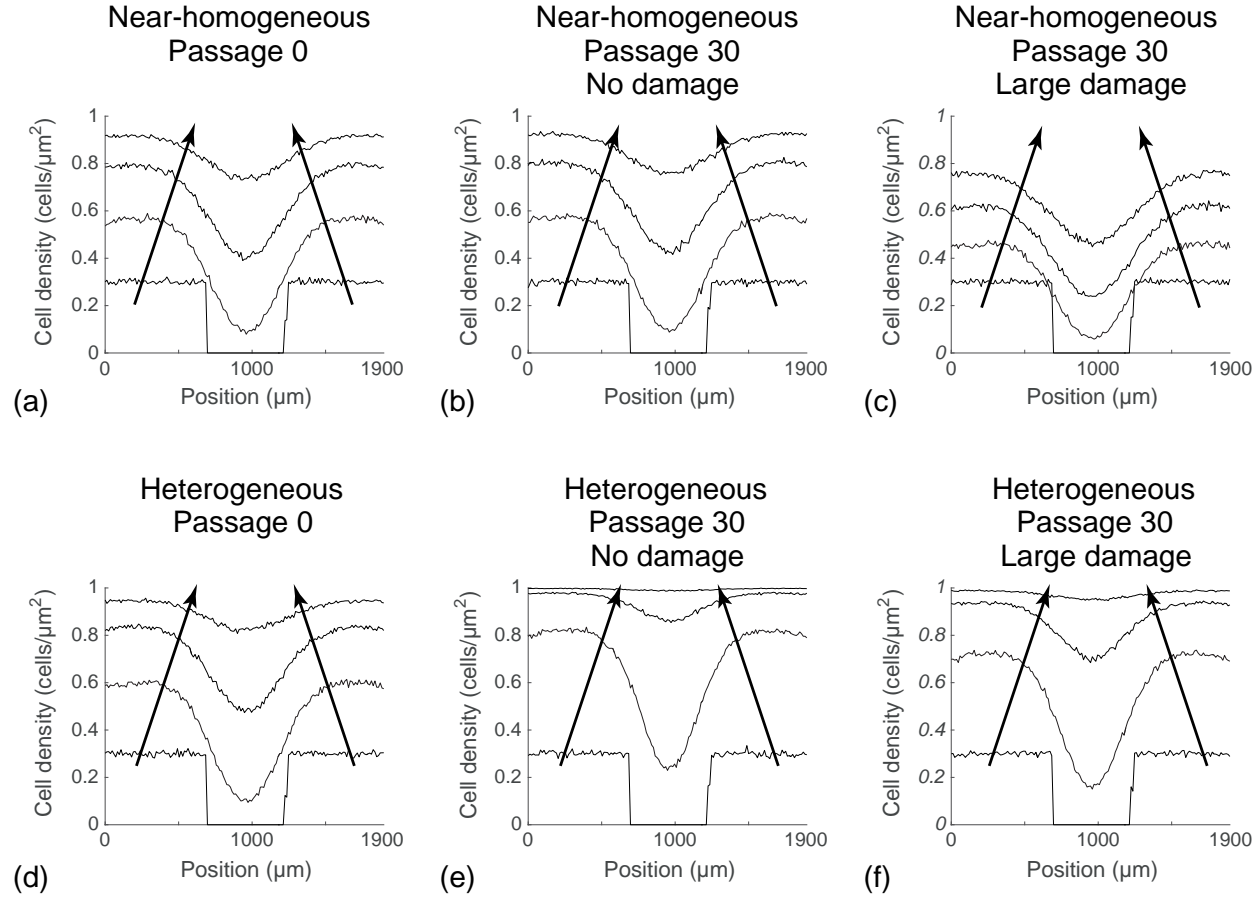 Near-homogeneous
Passage 0
Near-homogeneous
Passage 30
No damage
Near-homogeneous
Passage 30
Large damage
Cell density (cells/µm²)
1
0.8
0.6
0.4
0.2
0
0 1000 1900
Position (µm)
(a)
Cell density (cells/µm²)
1
0.8
0.6
0.4
0.2
0
0 1000 1900
Position (µm)
(b)
Cell density (cells/µm²)
1
0.8
0.6
0.4
0.2
0
0 1000 1900
Position (µm)
(c)
Heterogeneous
Passage 0
Heterogeneous
Passage 30
No damage
Heterogeneous
Passage 30
Large damage
Cell density (cells/µm²)
1
0.8
0.6
0.4
0.2
0
0 1000 1900
Position (µm)
(d)
Cell density (cells/µm²)
1
0.8
0.6
0.4
0.2
0
0 1000 1900
Position (µm)
(e)
Cell density (cells/µm²)
1
0.8
0.6
0.4
0.2
0
0 1000 1900
Position (µm)
(f)